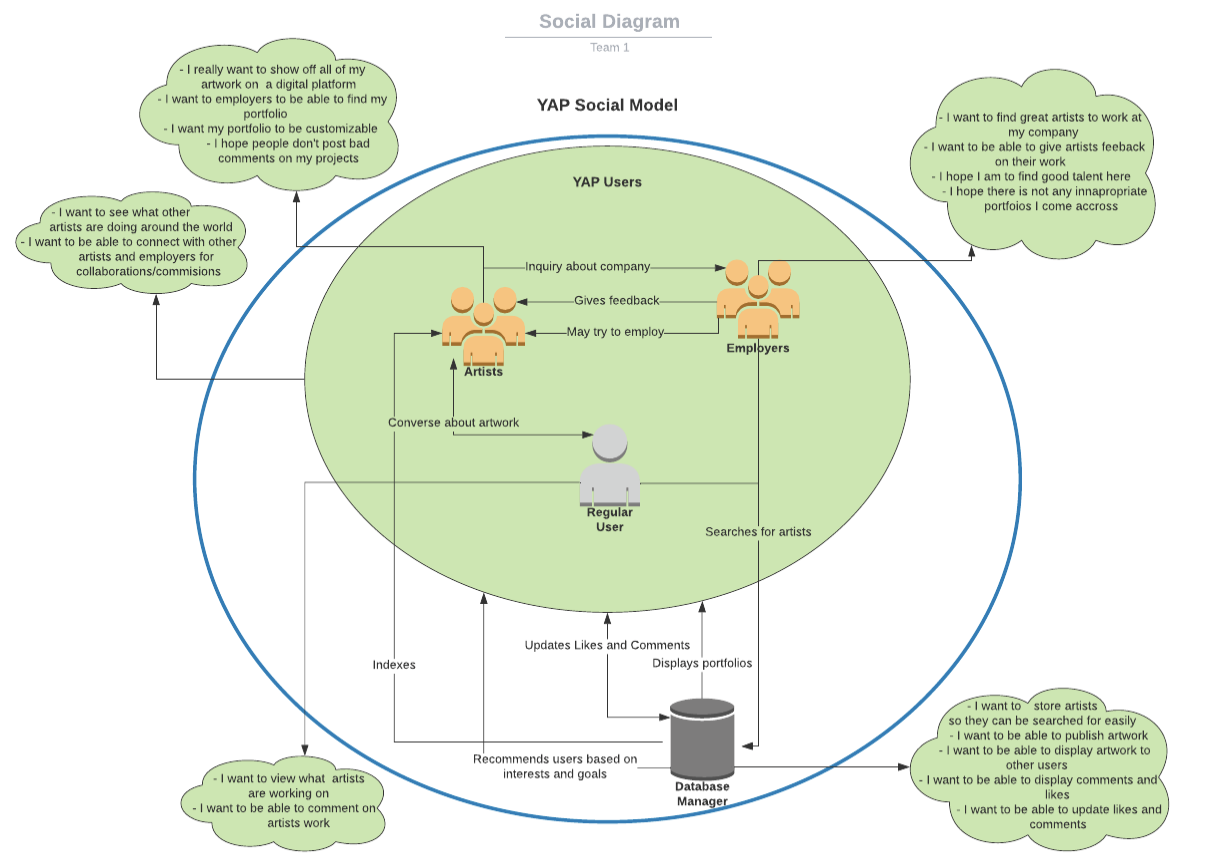 Social Diagram
Team 1
YAP Social Model
- I really want to show off all of my
artwork on a digital platform
- I want to employers to be able to find my
portfolio
- I want my portfolio to be customizable
- I hope people don't post bad
comments on my projects
- I want to find great artists to work at
my company
- I want to be able to give artists feeback
on their work
- I hope I am to find good talent here
- I hope there is not any innapropriate
portfoios I come accross
YAP Users
- I want to see what other
artists are doing around the world
- I want to be able to connect with other
artists and employers for
collaborations/commisions
Inquiry about company
Gives feedback
May try to employ
Employers
Artists
Converse about artwork
Regular
User
Searches for artists
Updates Likes and Comments
Displays portfolios
Indexes
Recommends users based on
interests and goals
Database
Manager
- I want to view what artists
are working on
- I want to be able to comment on
artists work
- I want to store artists
so they can be searched for easily
- I want to be able to publish artwork
- I want to be able to display artwork to
other users
- I want to be able to display comments and
likes
- I want to be able to update likes and
comments